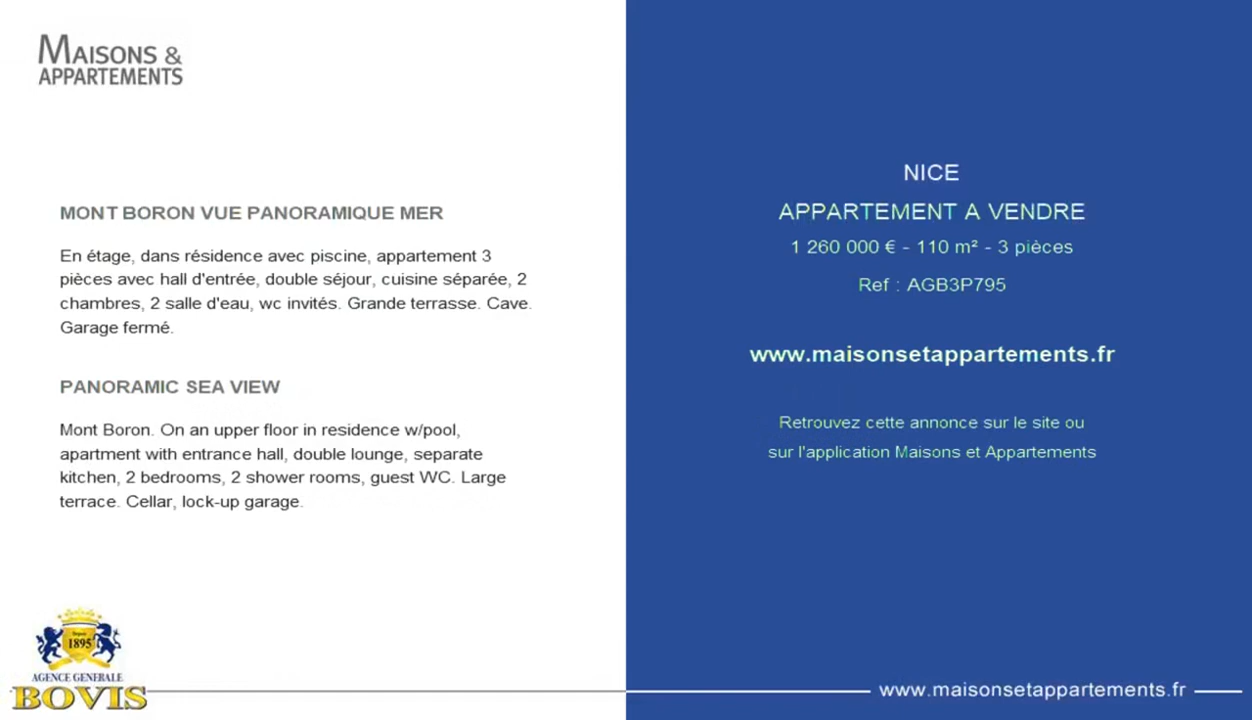 MAISONS &
APPARTEMENTS
MONT BORON VUE PANORAMIQUE MER
En étage, dans résidence avec piscine, appartement 3
pièces avec hall d'entrée, double séjour, cuisine séparée, 2
chambres, 2 salle d'eau, wc invités. Grande terrasse. Cave.
Garage fermé.
PANORAMIC SEA VIEW
Mont Boron. On an upper floor in residence w/pool,
apartment with entrance hall, double lounge, separate
kitchen, 2 bedrooms, 2 shower rooms, guest WC. Large
terrace. Cellar, lock-up garage.
Depuis
1895
AGENCE GENERALE
BOVIS
NICE
APPARTEMENT A VENDRE
1 260 000 € - 110 m² - 3 pièces
Ref : AGB3P795
www.maisonsetappartements.fr
Retrouvez cette annonce sur le site ou
sur l'application Maisons et Appartements
www.maisonsetappartements.fr